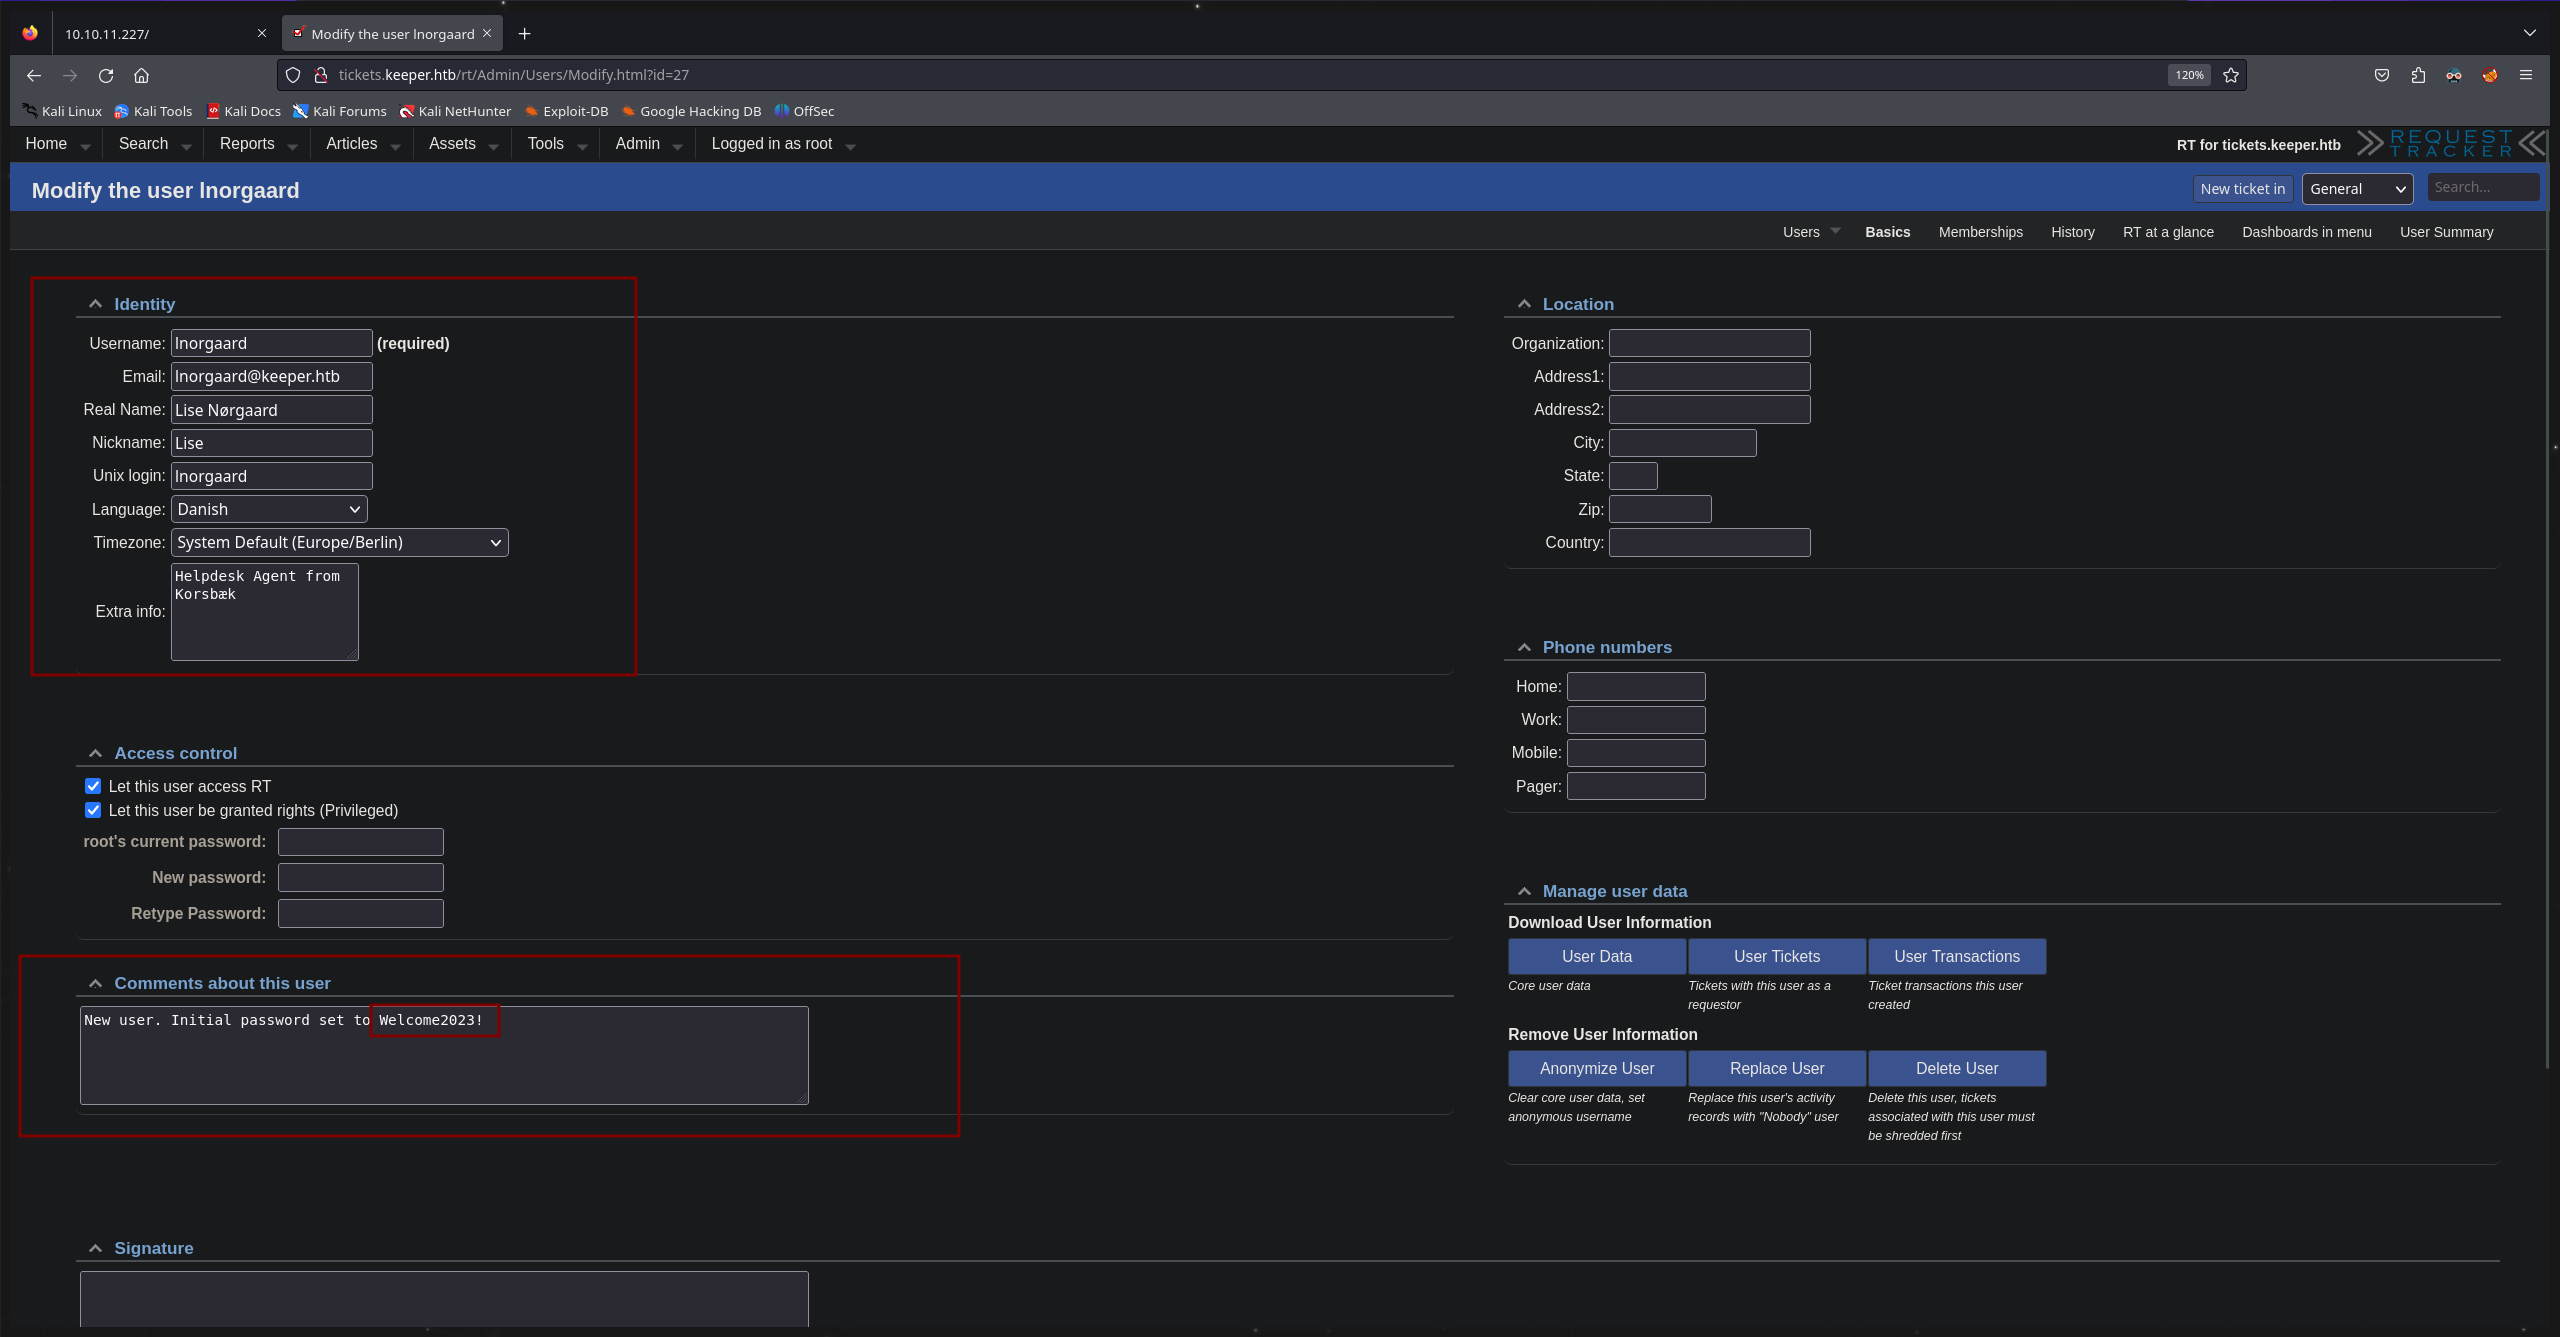 10.10.11.227/
Modify the user lnorgaard
tickets.keeper.htb/rt/Admin/Users/Modify.html?id=27
120%
Kali Linux Kali Tools Kali Docs Kali Forums Kali NetHunter Exploit-DB Google Hacking DB OffSec
Home Search Reports Articles Assets Tools Admin Logged in as root
RT for tickets.keeper.htb
REQUEST
TRACKER
Modify the user lnorgaard
New ticket in General Search...
Users Basics Memberships History RT at a glance Dashboards in menu User Summary
Identity
Username: lnorgaard (required)
Email: lnorgaard@keeper.htb
Real Name: Lise Nørgaard
Nickname: Lise
Unix login: lnorgaard
Language: Danish
Timezone: System Default (Europe/Berlin)
Extra info: Helpdesk Agent from
Korsbæk
Access control
Let this user access RT
Let this user be granted rights (Privileged)
root's current password:
New password:
Retype Password:
Comments about this user
New user. Initial password set to Welcome2023!
Signature
Location
Organization:
Address1:
Address2:
City:
State:
Zip:
Country:
Phone numbers
Home:
Work:
Mobile:
Pager:
Manage user data
Download User Information
User Data User Tickets User Transactions
Core user data Tickets with this user as a Ticket transactions this user
requestor created
Remove User Information
Anonymize User Replace User Delete User
Clear core user data, set Replace this user's activity Delete this user, tickets
anonymous username records with "Nobody" user associated with this user must
be shredded first